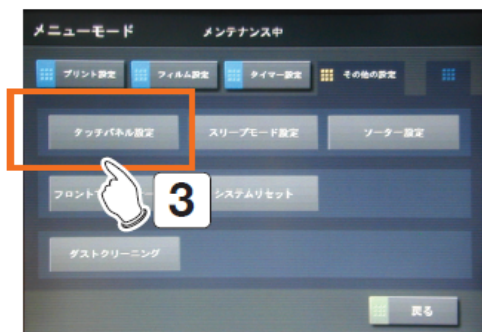 メニューモード メンテナンス中
プリント設定 フィルム設定 タイマー設定 その他の設定
タッチパネル設定 スリープモード設定 ソーター設定
システムリセット
3
ダストクリーニング
戻る